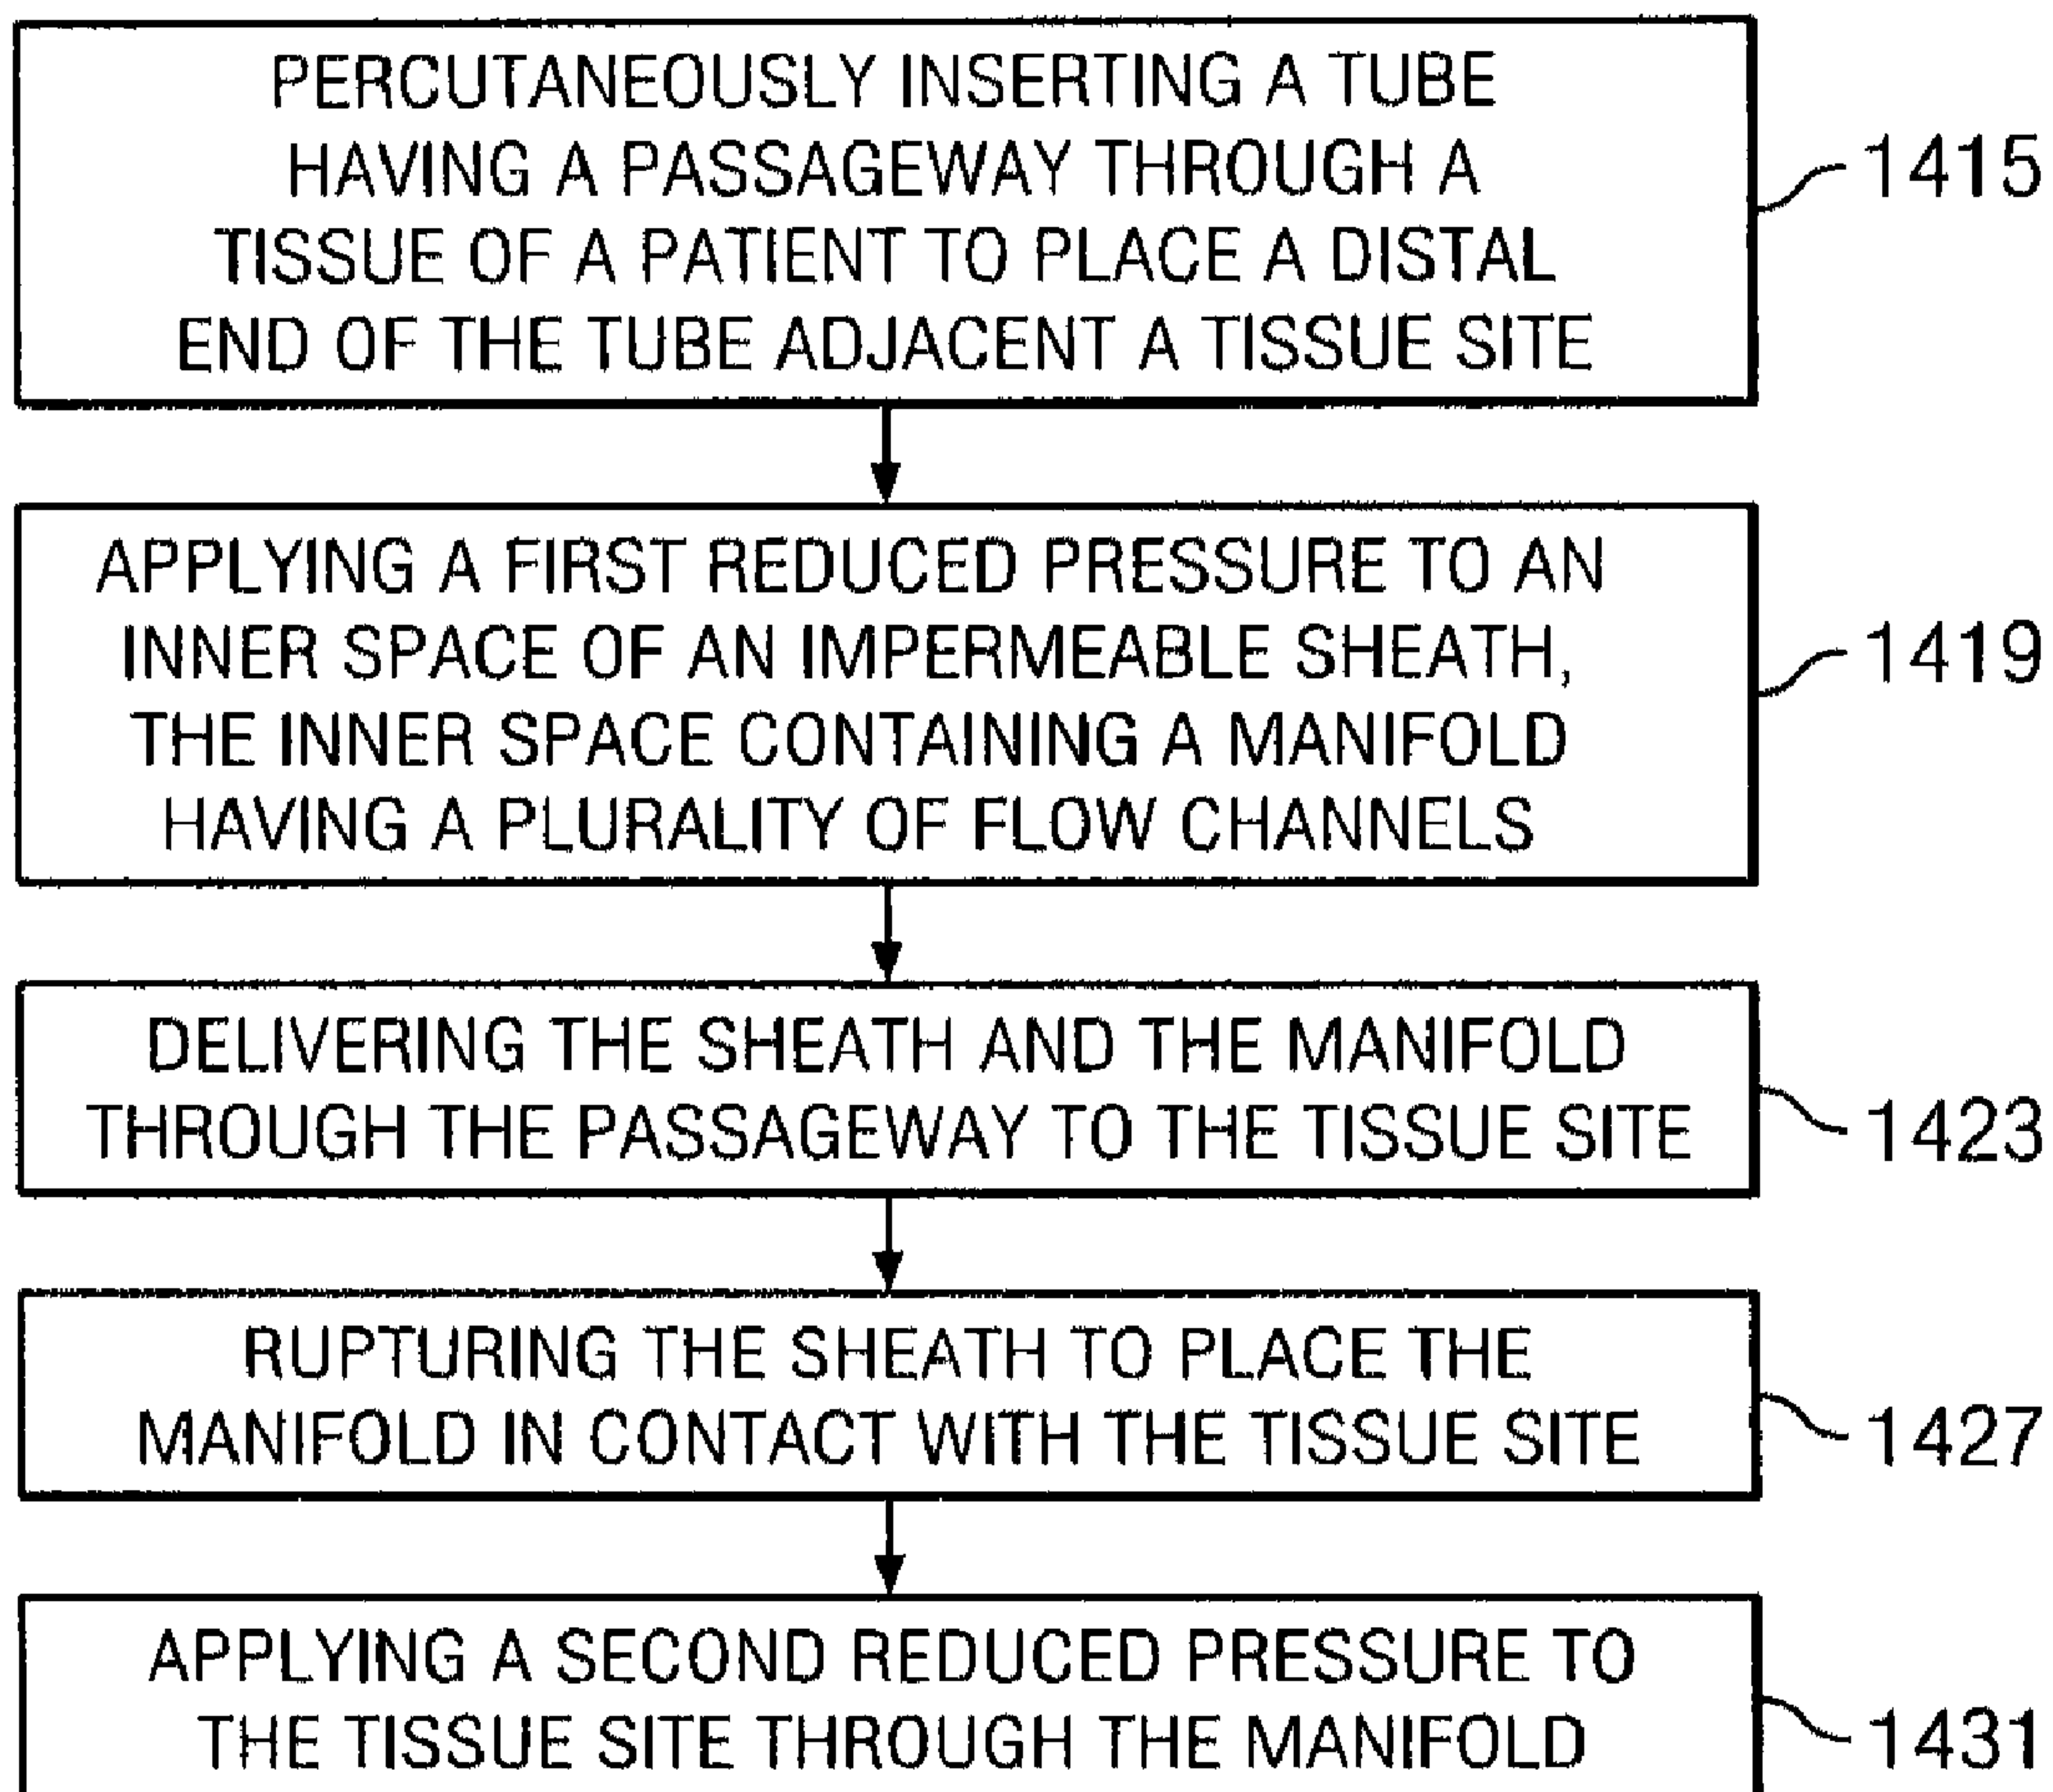 PERCUTANEOUSLY INSERTING A TUBE
HAVING A PASSAGEWAY THROUGH A
TISSUE OF A PATIENT TO PLACE A DISTAL
END OF THE TUBE ADJACENT A TISSUE SITE
1415
APPLYING A FIRST REDUCED PRESSURE TO AN
INNER SPACE OF AN IMPERMEABLE SHEATH,
THE INNER SPACE CONTAINING A MANIFOLD
HAVING A PLURALITY OF FLOW CHANNELS
1419
DELIVERING THE SHEATH AND THE MANIFOLD
THROUGH THE PASSAGEWAY TO THE TISSUE SITE
1423
RUPTURING THE SHEATH TO PLACE THE
MANIFOLD IN CONTACT WITH THE TISSUE SITE
1427
APPLYING A SECOND REDUCED PRESSURE TO
THE TISSUE SITE THROUGH THE MANIFOLD
1431